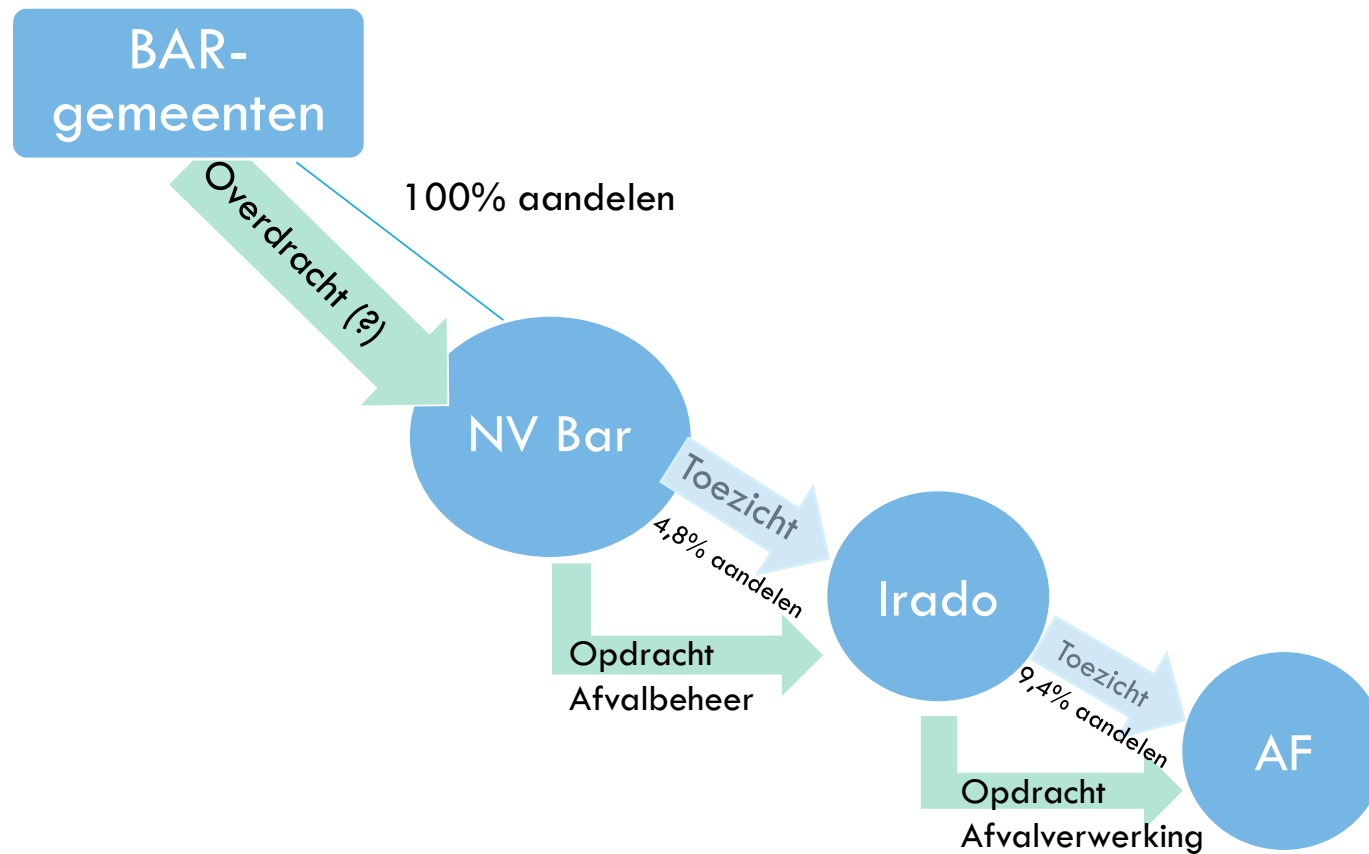 BAR-
gemeenten
100% aandelen
Overdracht (?)
NV Bar
Toezicht
4,8% aandelen
Irado
Opdracht
Afvalbeheer
Toezicht
9,4% aandelen
AF
Opdracht
Afvalverwerking